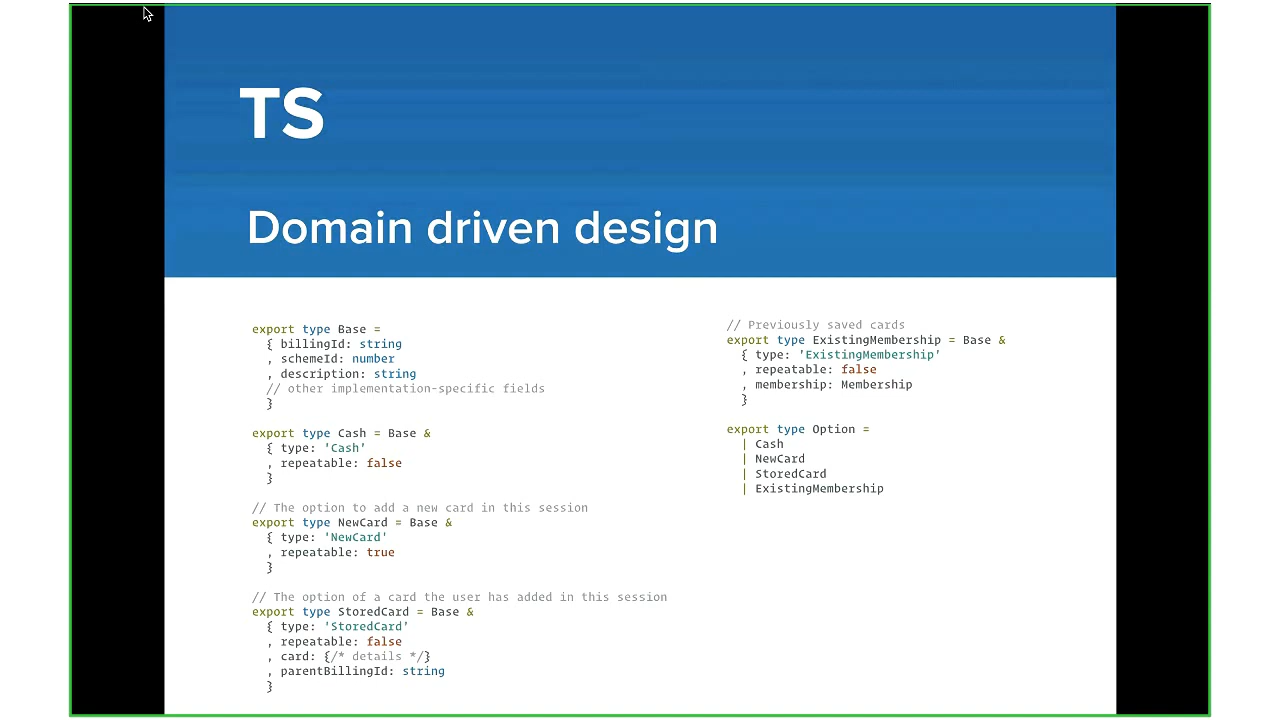 TS
Domain driven design
export type Base =
{ billingId: string
, schemeId: number
, description: string
// other implementation-specific fields
}
export type Cash = Base &
{ type: 'Cash'
, repeatable: false
}
// The option to add a new card in this session
export type NewCard = Base &
{ type: 'NewCard'
, repeatable: true
}
// The option of a card the user has added in this session
export type StoredCard = Base &
{ type: 'StoredCard'
, repeatable: false
, card: {/* details */}
, parentBillingId: string
}
// Previously saved cards
export type ExistingMembership = Base &
{ type: 'ExistingMembership'
, repeatable: false
, membership: Membership
}
export type Option =
| Cash
| NewCard
| StoredCard
| ExistingMembership